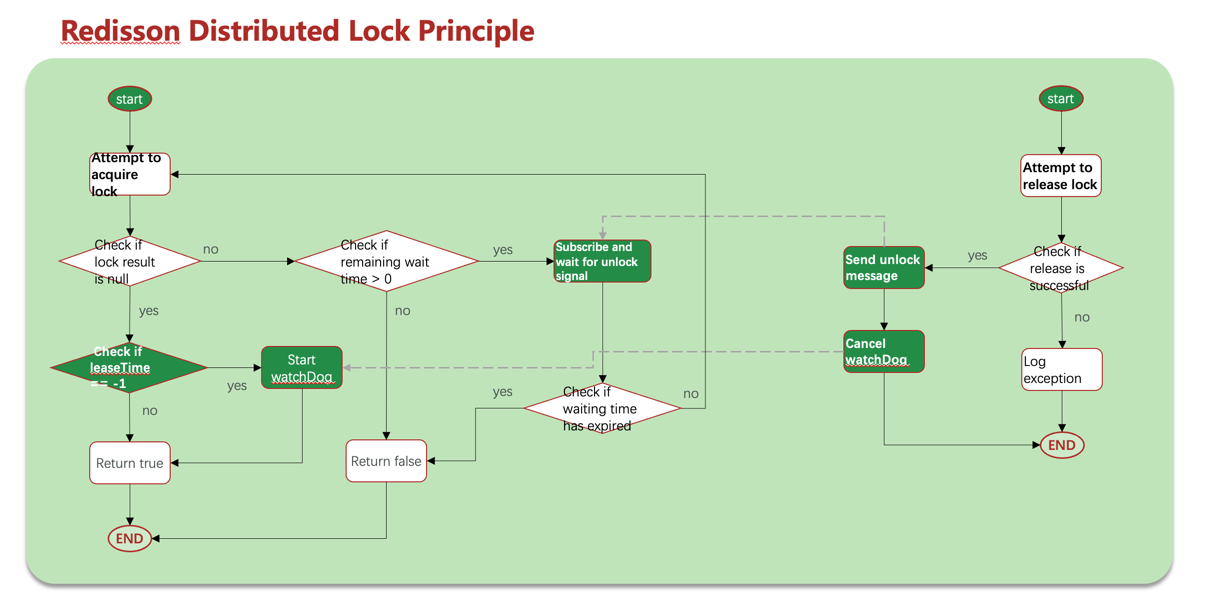 Redisson Distributed Lock Principle
start
Attempt to
acquire
lock
Check if
lock result
is null
no
Check if
remaining wait
time > 0
yes
Subscribe and
wait for unlock
signal
yes
no
Check if
leaseTime
== -1
yes
Start
watchDog
no
Check if
waiting time
has expired
yes
no
Return true
Return false
END
start
Attempt to
release lock
Check if
release is
successful
yes
Send unlock
message
no
Cancel
watchDog
Log
exception
END